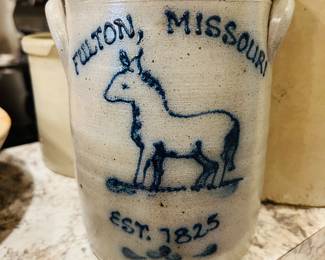 FULTON, MISSOURI
EST. 1825